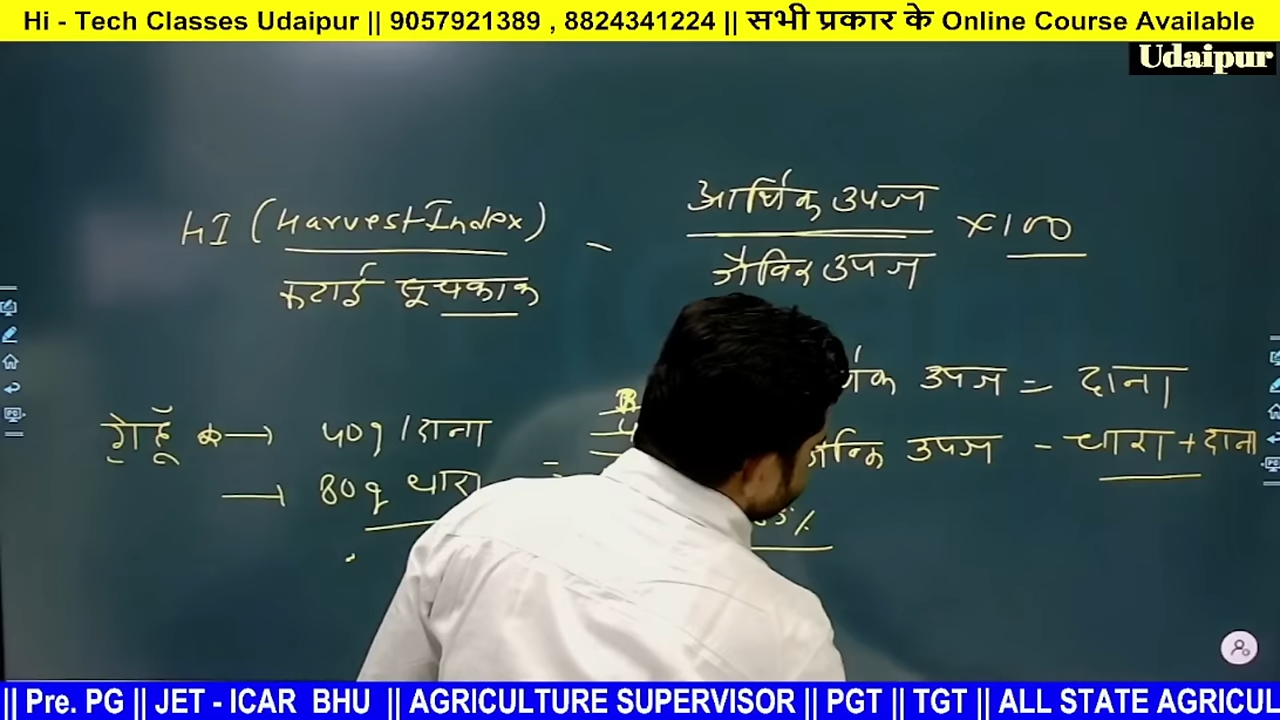 Hi - Tech Classes Udaipur || 9057921389 , 8824341224 || सभी प्रकार के Online Course Available
Udaipur
HI (Harvest Index) - आर्थिक उपज × 100
कटाई सूचकाक जैविक उपज
र्थिक उपज = दाना
गेहूँ → 40q / दाना
जैविक उपज - चारा + दाना
→ 80q चारा =
|| Pre. PG || JET - ICAR BHU || AGRICULTURE SUPERVISOR || PGT || TGT || ALL STATE AGRICUL